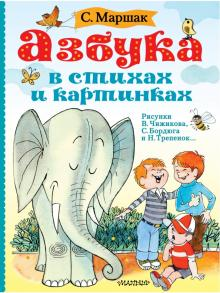 С. Маршак
Азбука
в стихах
и картинках
Рисунки
В. Чижикова,
С. Бордюга
и Н. Трепенок...
МАЛЫШ